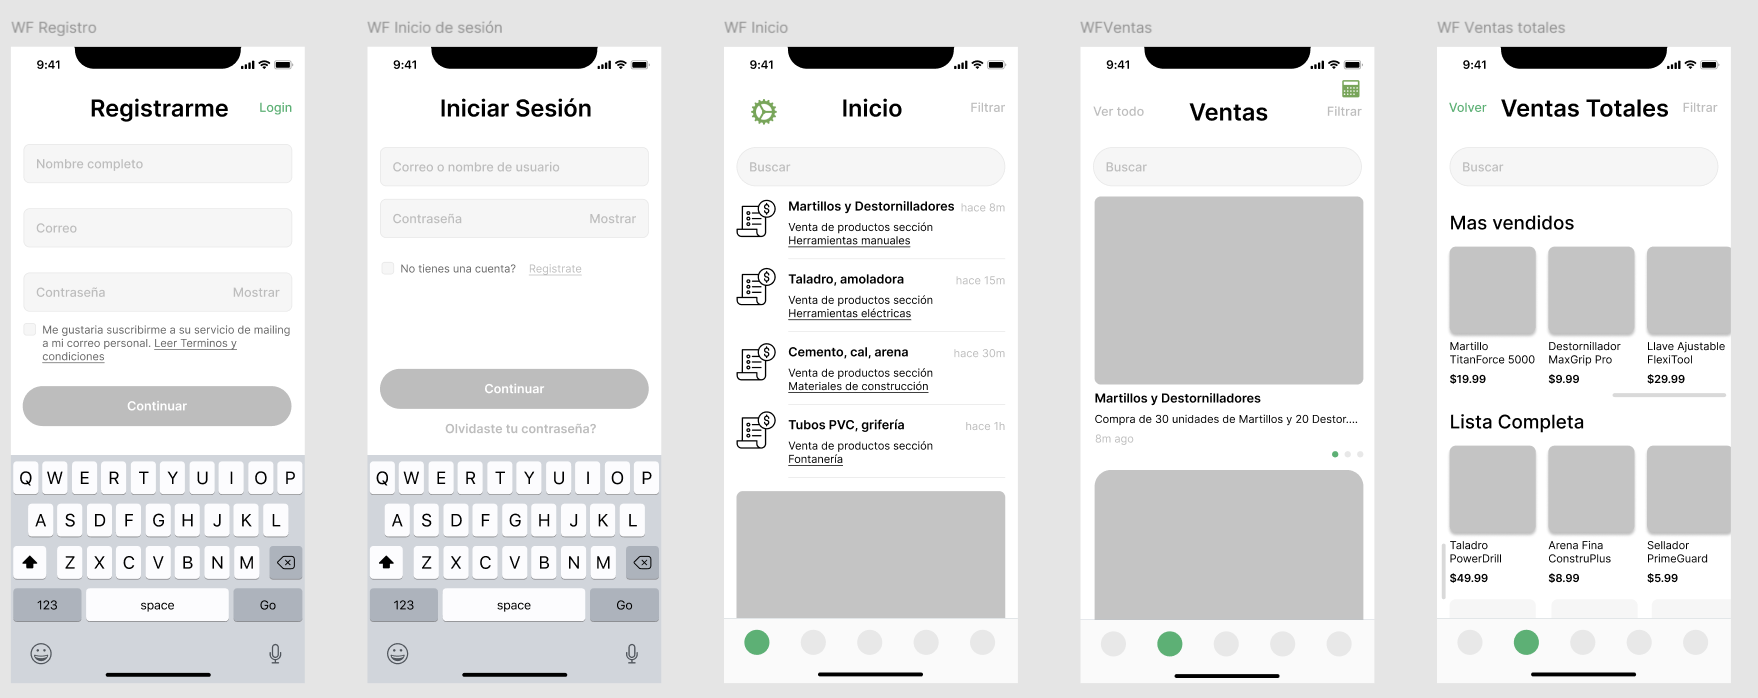 WF Registro
9:41
Registrarme
Login
Nombre completo
Correo
Contraseña
Mostrar
Me gustaria suscribirme a su servicio de mailing
a mi correo personal. Leer Terminos y
condiciones
Continuar
Q W E R T Y U I O P
A S D F G H J K L
Z X C V B N M
123
space
Go
WF Inicio de sesión
9:41
Iniciar Sesión
Correo o nombre de usuario
Contraseña
Mostrar
No tienes una cuenta? Registrate
Continuar
Olvidaste tu contraseña?
Q W E R T Y U I O P
A S D F G H J K L
Z X C V B N M
123
space
Go
WF Inicio
9:41
Inicio
Filtrar
Buscar
Martillos y Destornilladores
hace 8m
Venta de productos sección
Herramientas manuales
Taladro, amoladora
hace 15m
Venta de productos sección
Herramientas eléctricas
Cemento, cal, arena
hace 30m
Venta de productos sección
Materiales de construcción
Tubos PVC, grifería
hace 1h
Venta de productos sección
Fontanería
WFVentas
9:41
Ver todo
Ventas
Filtrar
Buscar
Martillos y Destornilladores
Compra de 30 unidades de Martillos y 20 Destor....
8m ago
WF Ventas totales
9:41
Volver
Ventas Totales
Filtrar
Buscar
Mas vendidos
Martillo
TitanForce 5000
$19.99
Destornillador
MaxGrip Pro
$9.99
Llave Ajustable
FlexiTool
$29.99
Lista Completa
Taladro
PowerDrill
$49.99
Arena Fina
ConstruPlus
$8.99
Sellador
PrimeGuard
$5.99